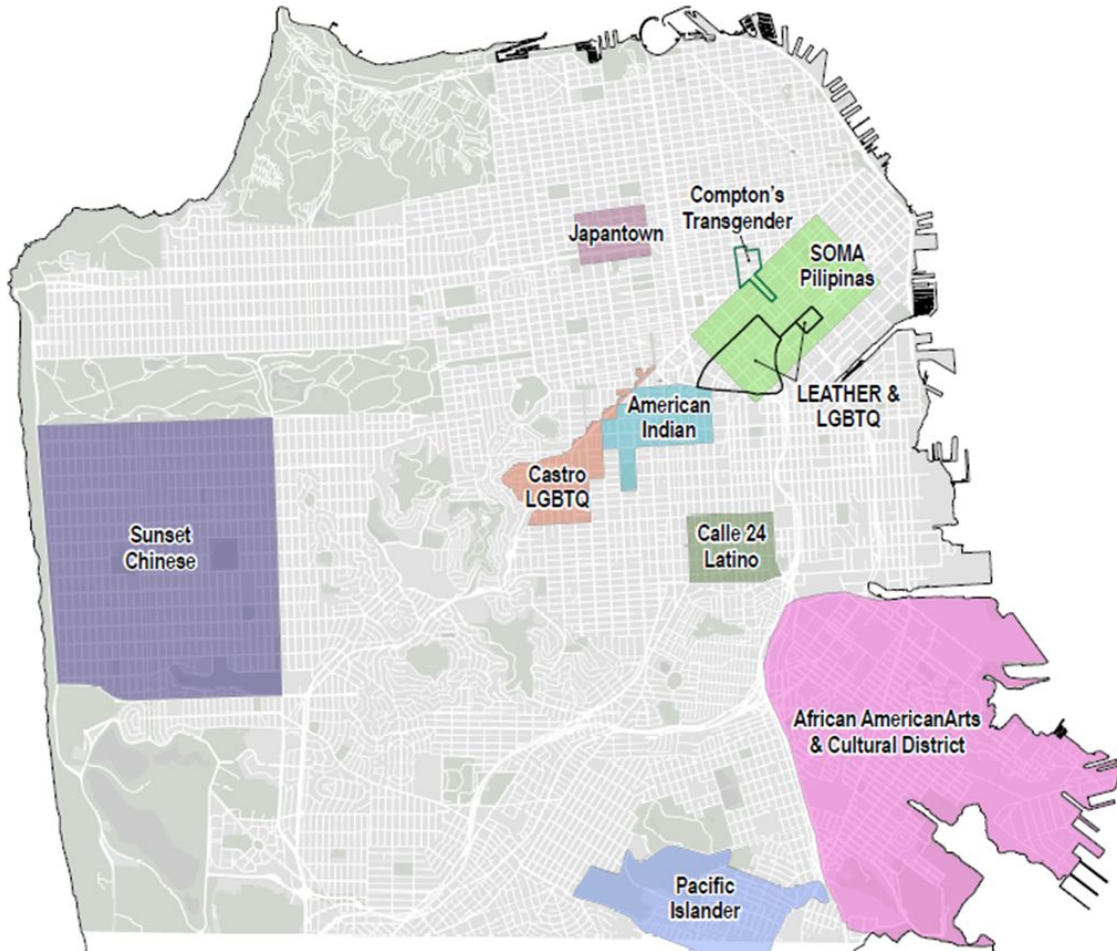 Compton's
Transgender
Japantown
SOMA
Pilipinas
LEATHER &
LGBTQ
American
Indian
Castro
LGBTQ
Sunset
Chinese
Calle 24
Latino
African AmericanArts
& Cultural District
Pacific
Islander